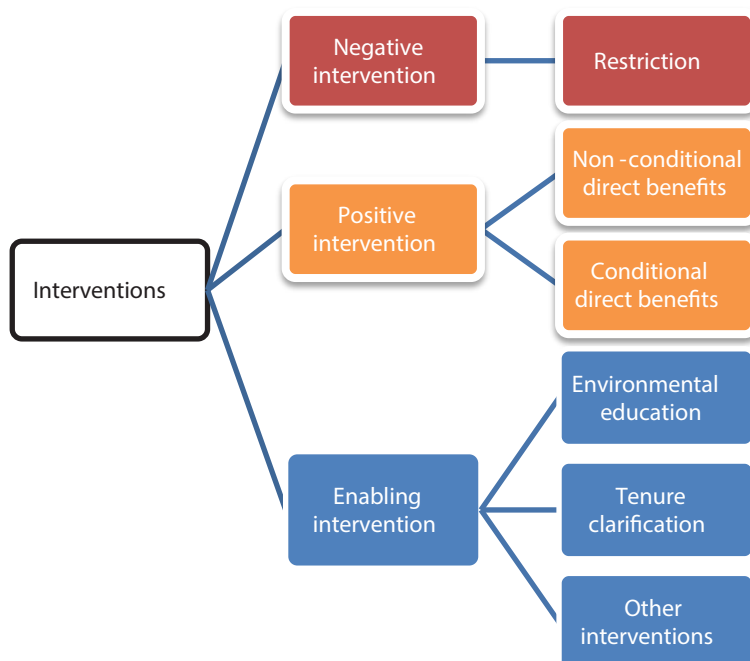 Negative
intervention
Restriction
Non -conditional
direct benefits
Positive
intervention
Conditional
direct benefits
Interventions
Environmental
education
Enabling
intervention
Tenure
clarification
Other
interventions